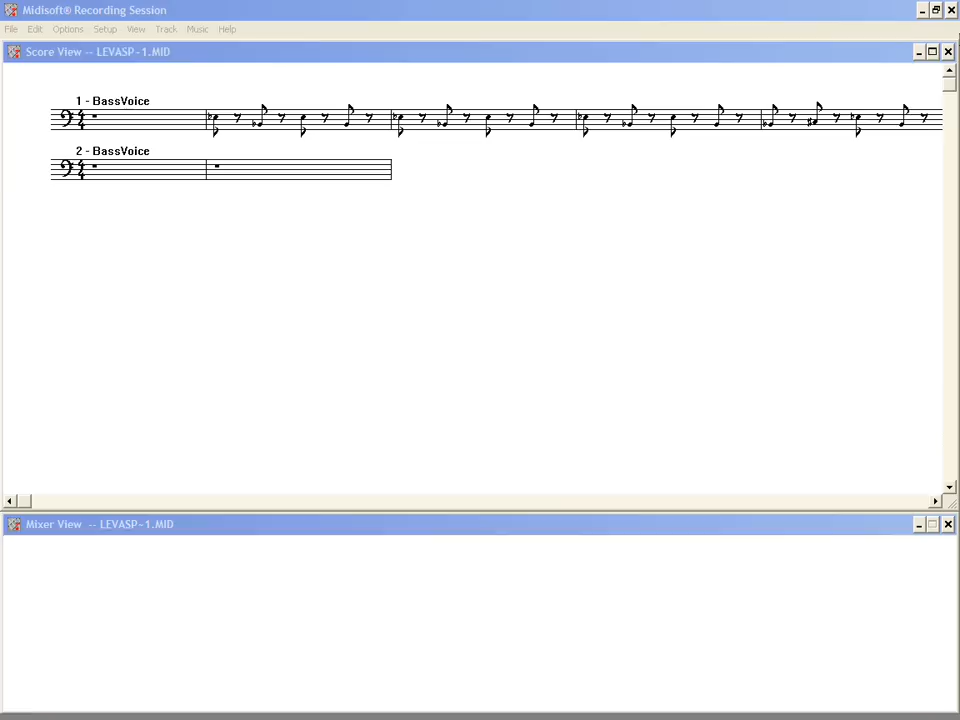 Midisoft® Recording Session
File Edit Options Setup View Track Music Help
Score View -- LEVASP~1.MID
1 - BassVoice
2 - BassVoice
Mixer View -- LEVASP~1.MID